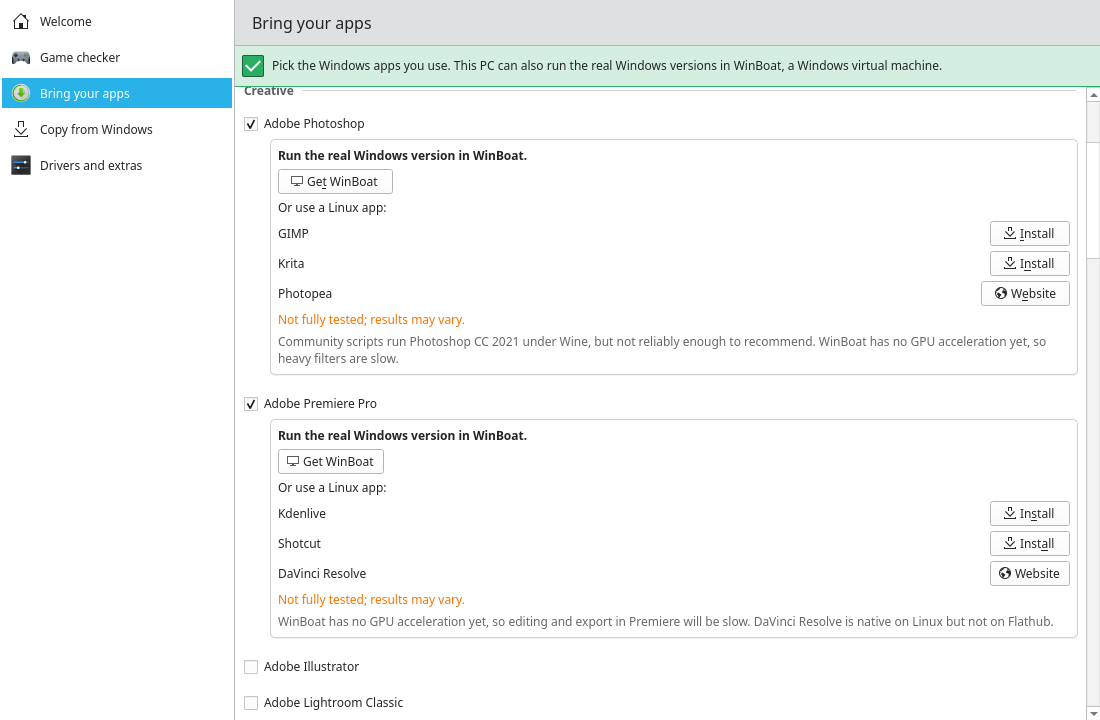 Welcome
Game checker
Bring your apps
Copy from Windows
Drivers and extras
Bring your apps
Pick the Windows apps you use. This PC can also run the real Windows versions in WinBoat, a Windows virtual machine.
Creative
Adobe Photoshop
Run the real Windows version in WinBoat.
Get WinBoat
Or use a Linux app:
GIMP Install
Krita Install
Photopea Website
Not fully tested; results may vary.
Community scripts run Photoshop CC 2021 under Wine, but not reliably enough to recommend. WinBoat has no GPU acceleration yet, so
heavy filters are slow.
Adobe Premiere Pro
Run the real Windows version in WinBoat.
Get WinBoat
Or use a Linux app:
Kdenlive Install
Shotcut Install
DaVinci Resolve Website
Not fully tested; results may vary.
WinBoat has no GPU acceleration yet, so editing and export in Premiere will be slow. DaVinci Resolve is native on Linux but not on Flathub.
Adobe Illustrator
Adobe Lightroom Classic